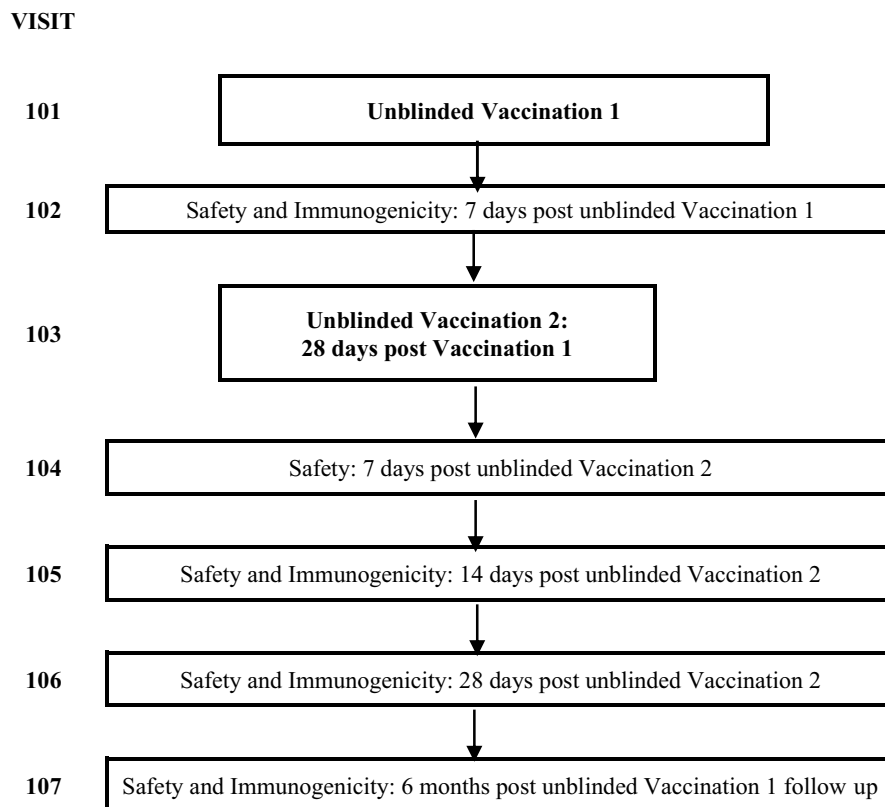 VISIT
101
Unblinded Vaccination 1
102
Safety and Immunogenicity: 7 days post unblinded Vaccination 1
103
Unblinded Vaccination 2:
28 days post Vaccination 1
104
Safety: 7 days post unblinded Vaccination 2
105
Safety and Immunogenicity: 14 days post unblinded Vaccination 2
106
Safety and Immunogenicity: 28 days post unblinded Vaccination 2
107
Safety and Immunogenicity: 6 months post unblinded Vaccination 1 follow up